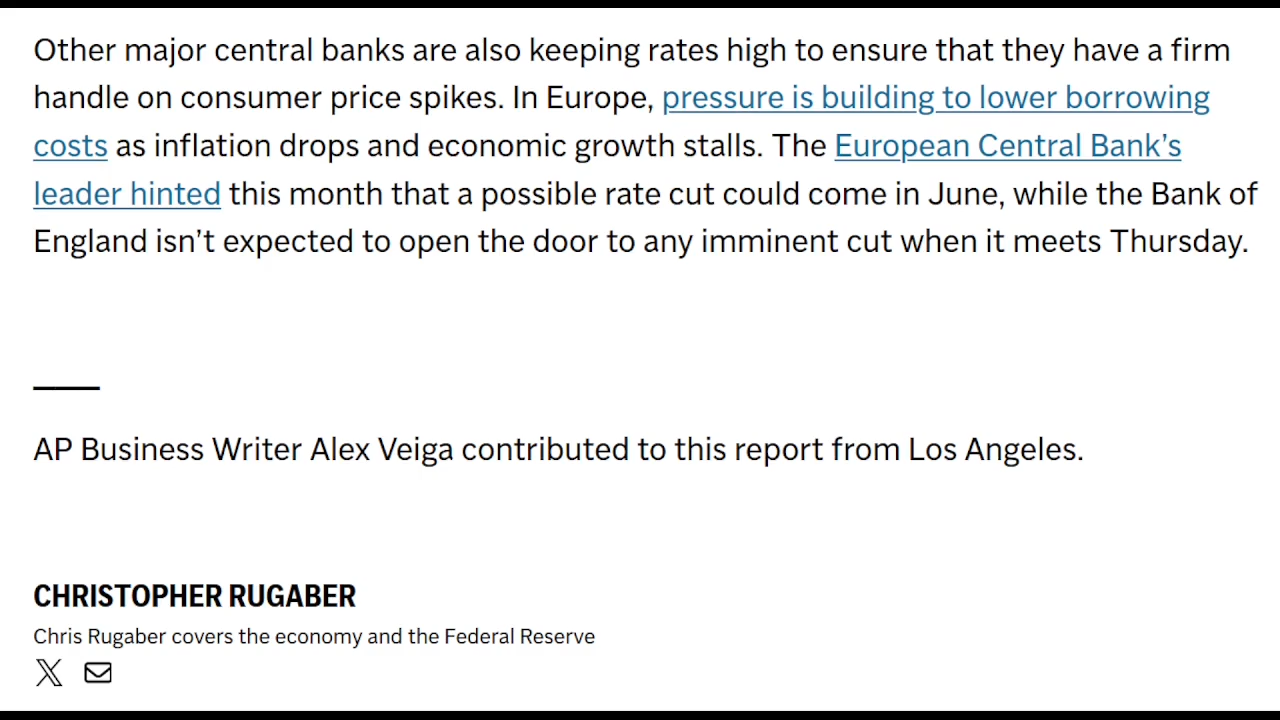 Other major central banks are also keeping rates high to ensure that they have a firm
handle on consumer price spikes. In Europe, pressure is building to lower borrowing
costs as inflation drops and economic growth stalls. The European Central Bank’s
leader hinted this month that a possible rate cut could come in June, while the Bank of
England isn’t expected to open the door to any imminent cut when it meets Thursday.
AP Business Writer Alex Veiga contributed to this report from Los Angeles.
CHRISTOPHER RUGABER
Chris Rugaber covers the economy and the Federal Reserve